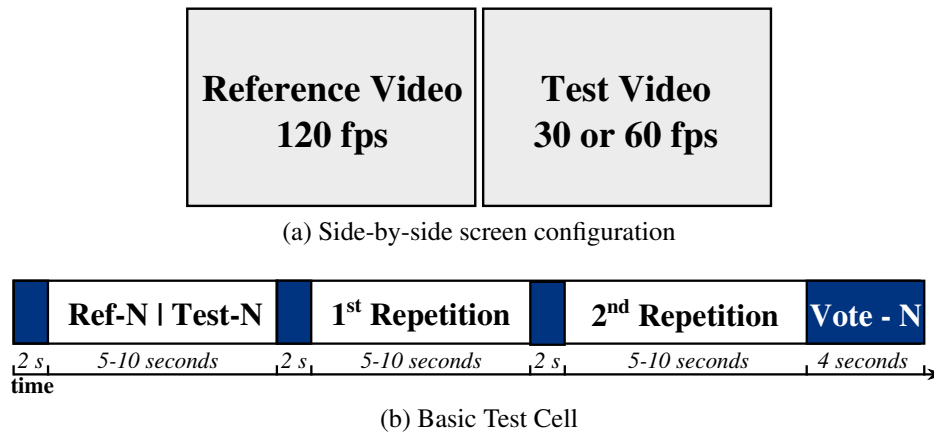 Reference Video
120 fps
Test Video
30 or 60 fps
(a) Side-by-side screen configuration
Ref-N | Test-N
1st Repetition
2nd Repetition
Vote - N
2 s
5-10 seconds
2 s
5-10 seconds
2 s
5-10 seconds
4 seconds
time
(b) Basic Test Cell